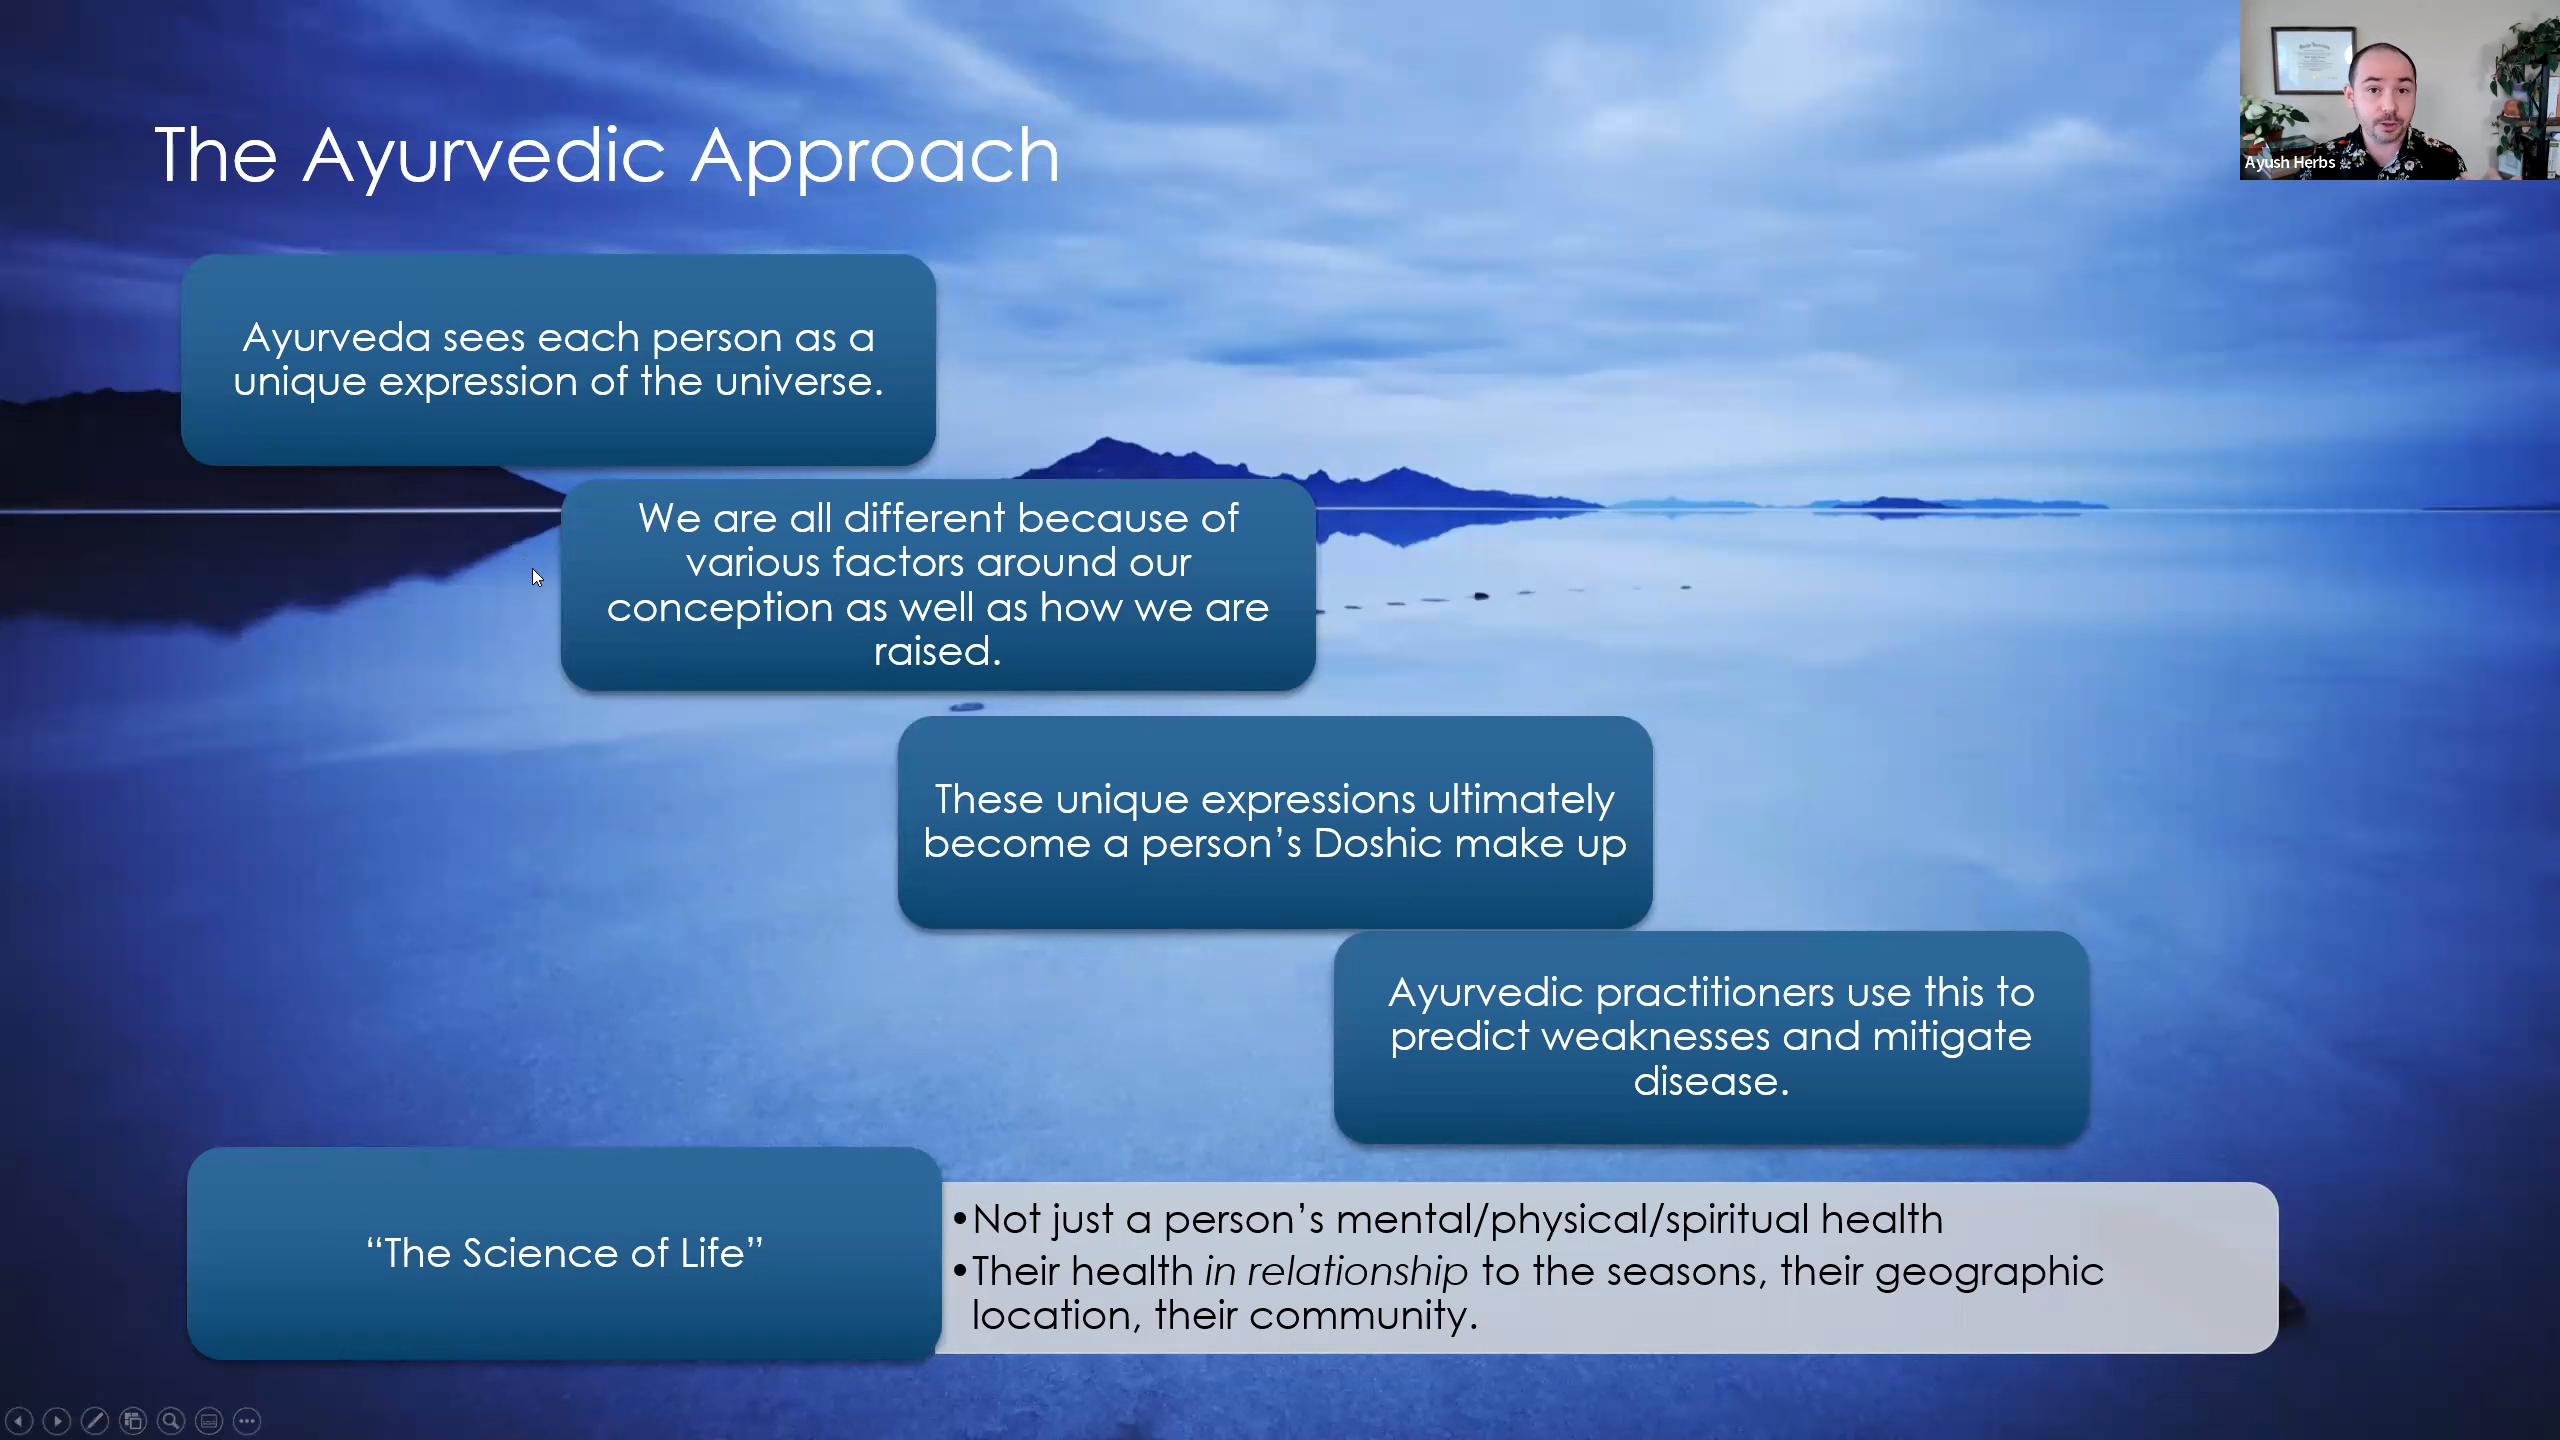 The Ayurvedic Approach
Ayush Herbs
Ayurveda sees each person as a
unique expression of the universe.
We are all different because of
various factors around our
conception as well as how we are
raised.
These unique expressions ultimately
become a person’s Doshic make up
Ayurvedic practitioners use this to
predict weaknesses and mitigate
disease.
“The Science of Life”
•Not just a person’s mental/physical/spiritual health
•Their health in relationship to the seasons, their geographic
location, their community.